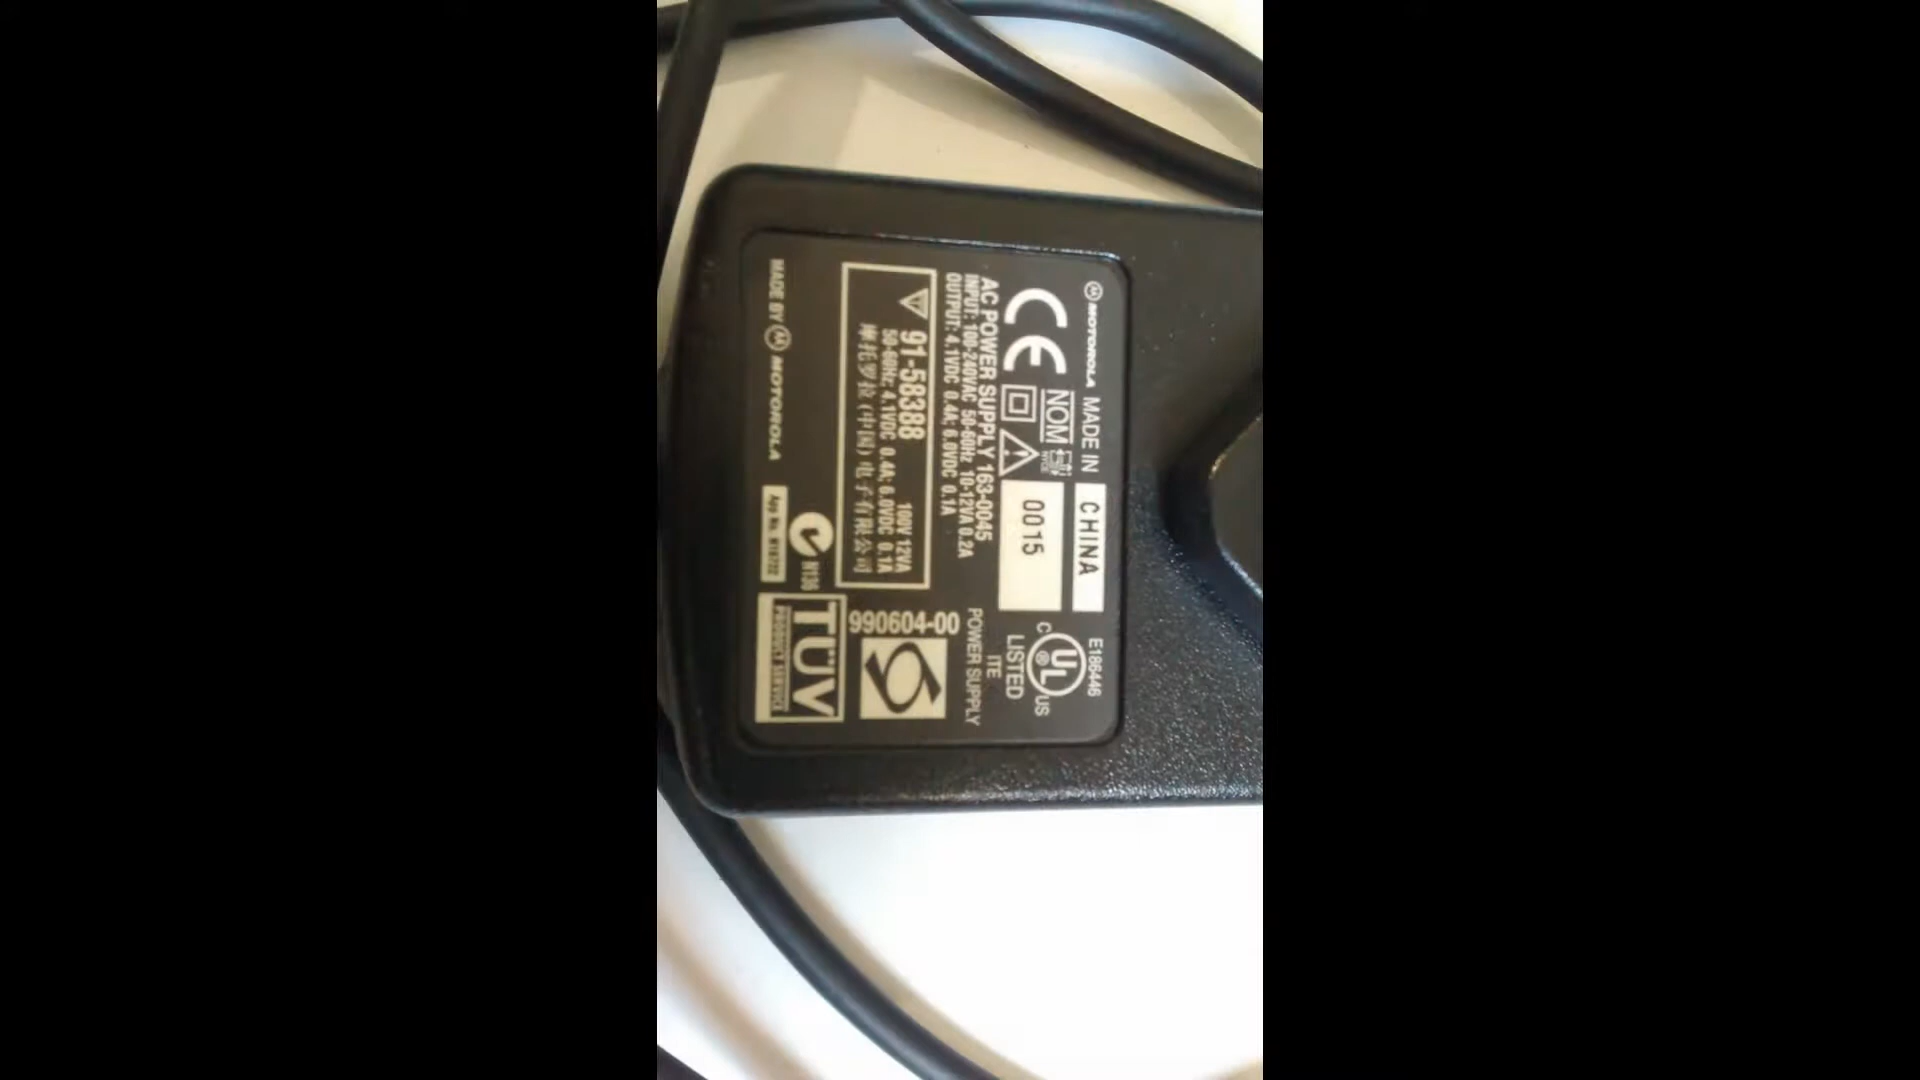 MOTOROLA MADE IN CHINA
E186446
CE NOM 0015
C UL ® US
LISTED
ITE
POWER SUPPLY
AC POWER SUPPLY 163-0045
INPUT: 100-240VAC 50-60Hz 10-12VA 0.2A
OUTPUT: 4.1VDC 0.4A; 6.0VDC 0.1A
990604-00
91-58388 100V 12VA
50-60Hz; 4.1VDC 0.4A; 6.0VDC 0.1A
摩托罗拉(中国)电子有限公司
N136
MADE BY MOTOROLA
App No. N18722
TÜV
PRODUCT SERVICE